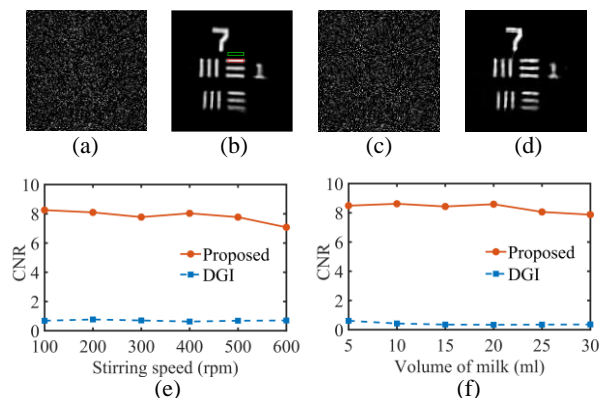 7
1
7
1
(a)
(b)
(c)
(d)
10
8
6
4
2
0
CNR
Proposed
DGI
100
200
300
400
500
600
Stirring speed (rpm)
(e)
10
8
6
4
2
0
CNR
Proposed
DGI
5
10
15
20
25
30
Volume of milk (ml)
(f)